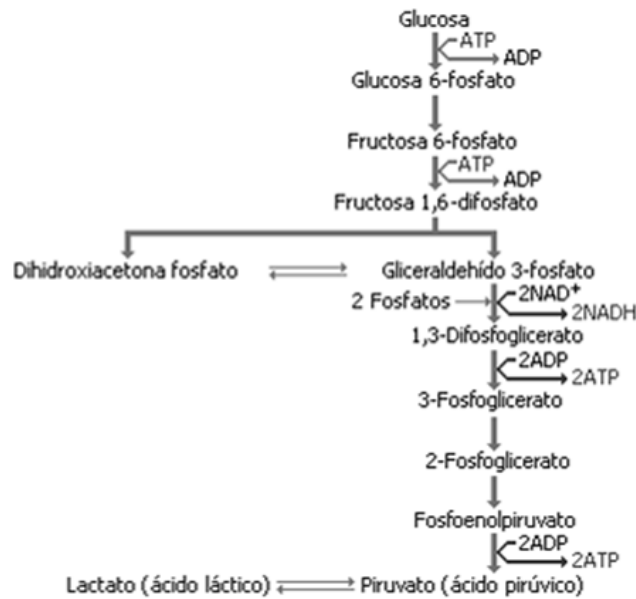 Glucosa
ATP
ADP
Glucosa 6-fosfato
Fructosa 6-fosfato
ATP
ADP
Fructosa 1,6-difosfato
Dihidroxiacetona fosfato
Gliceraldehído 3-fosfato
2 Fosfatos
2NAD+
2NADH
1,3-Difosfoglicerato
2ADP
2ATP
3-Fosfoglicerato
2-Fosfoglicerato
Fosfoenolpiruvato
2ADP
2ATP
Lactato (ácido láctico)
Piruvato (ácido pirúvico)